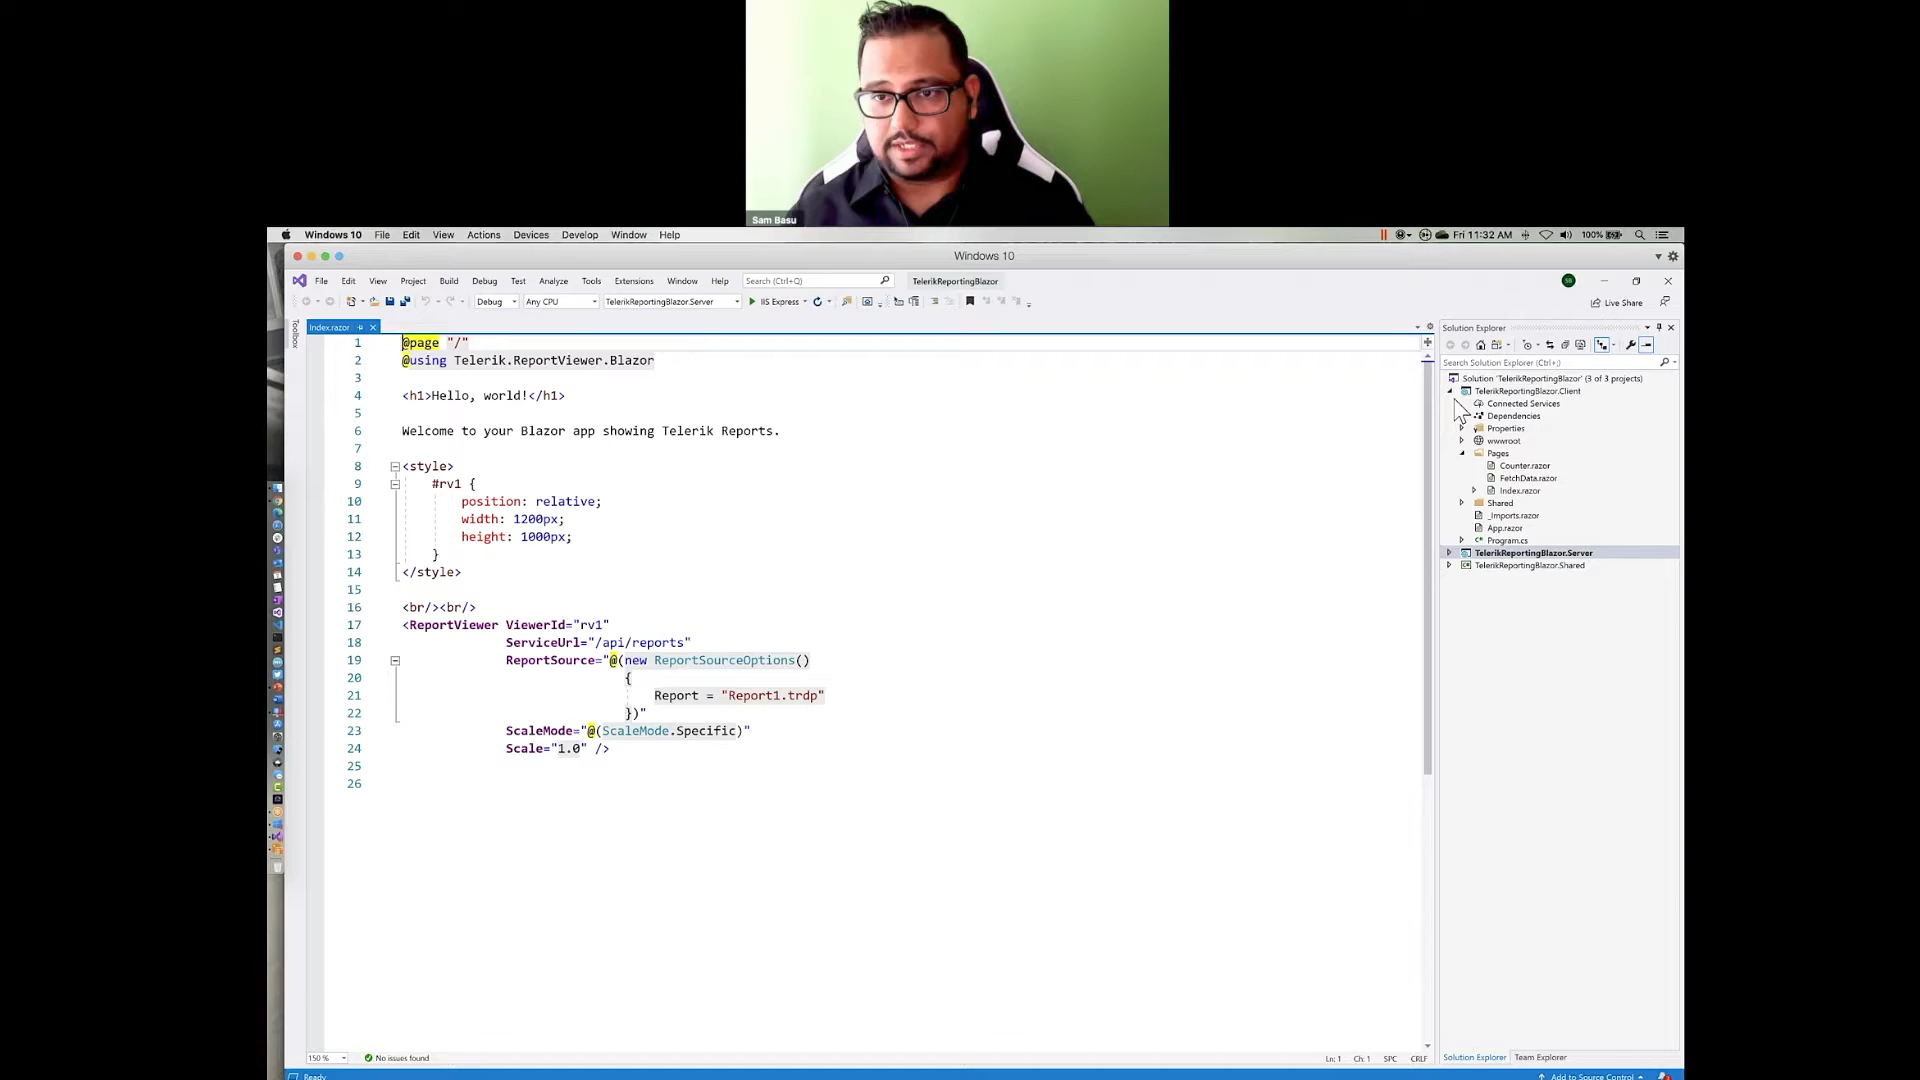 Sam Basu
Windows 10 File Edit View Actions Devices Develop Window Help Fri 11:32 AM 100%
Windows 10
File Edit View Project Build Debug Test Analyze Tools Extensions Window Help Search (Ctrl+Q) TelerikReportingBlazor
Debug Any CPU TelerikReportingBlazor.Server IIS Express Live Share
Toolbox
Index.razor
1 @page "/"
2 @using Telerik.ReportViewer.Blazor
3
4 <h1>Hello, world!</h1>
5
6 Welcome to your Blazor app showing Telerik Reports.
7
8 <style>
9 #rv1 {
10 position: relative;
11 width: 1200px;
12 height: 1000px;
13 }
14 </style>
15
16 <br/><br/>
17 <ReportViewer ViewerId="rv1"
18 ServiceUrl="/api/reports"
19 ReportSource="@(new ReportSourceOptions()
20 {
21 Report = "Report1.trdp"
22 })"
23 ScaleMode="@(ScaleMode.Specific)"
24 Scale="1.0" />
25
26
150 % No issues found Ln: 1 Ch: 1 SPC CRLF
Solution Explorer
Search Solution Explorer (Ctrl+;)
Solution 'TelerikReportingBlazor' (3 of 3 projects)
TelerikReportingBlazor.Client
Connected Services
Dependencies
Properties
wwwroot
Pages
Counter.razor
FetchData.razor
Index.razor
Shared
_Imports.razor
App.razor
C# Program.cs
TelerikReportingBlazor.Server
C# TelerikReportingBlazor.Shared
Solution Explorer Team Explorer
Ready Add to Source Control